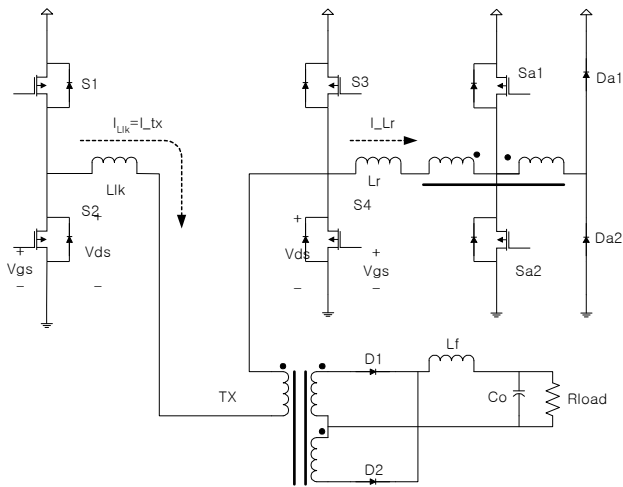 S1
S3
Sa1
Da1
I_Llk=I_tx
I_Lr
Llk
Lr
S2
S4
+
+
Vgs
−
Vds
−
+
Vds
−
+
Vgs
−
Sa2
Da2
TX
D1
Lf
Co
Rload
D2